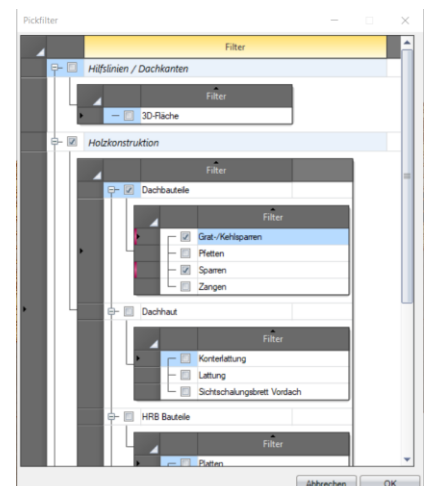 Pickfilter
Filter
Hilfslinien / Dachkanten
Filter
3D-Fläche
Holzkonstruktion
Filter
Dachbauteile
Filter
Grat-/Kehlsparren
Pfetten
Sparren
Zangen
Dachhaut
Filter
Konterlattung
Lattung
Sichtschalungsbrett Vordach
HRB Bauteile
Filter
Platten
Abbrechen OK